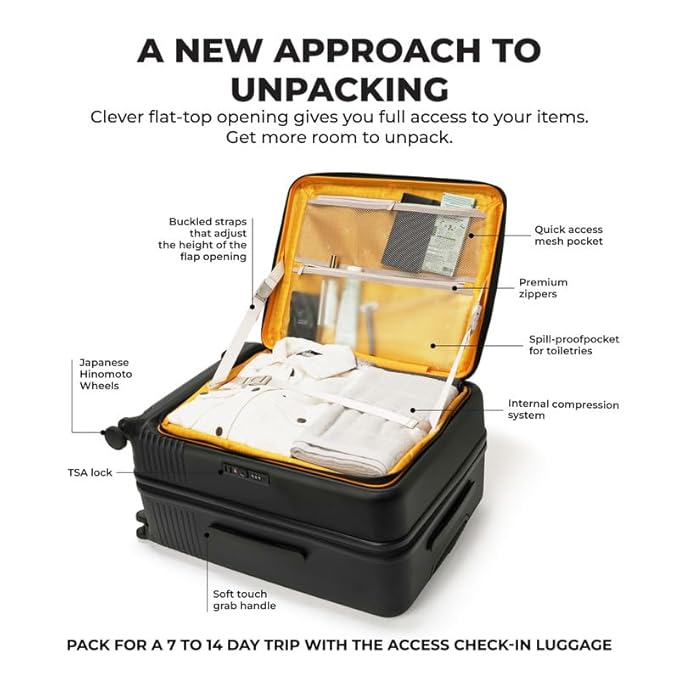 A NEW APPROACH TO
UNPACKING
Clever flat-top opening gives you full access to your items.
Get more room to unpack.
Buckled straps
that adjust
the height of the
flap opening
Quick access
mesh pocket
Premium
zippers
Spill-proofpocket
for toiletries
Japanese
Hinomoto
Wheels
Internal compression
system
TSA lock
Soft touch
grab handle
PACK FOR A 7 TO 14 DAY TRIP WITH THE ACCESS CHECK-IN LUGGAGE